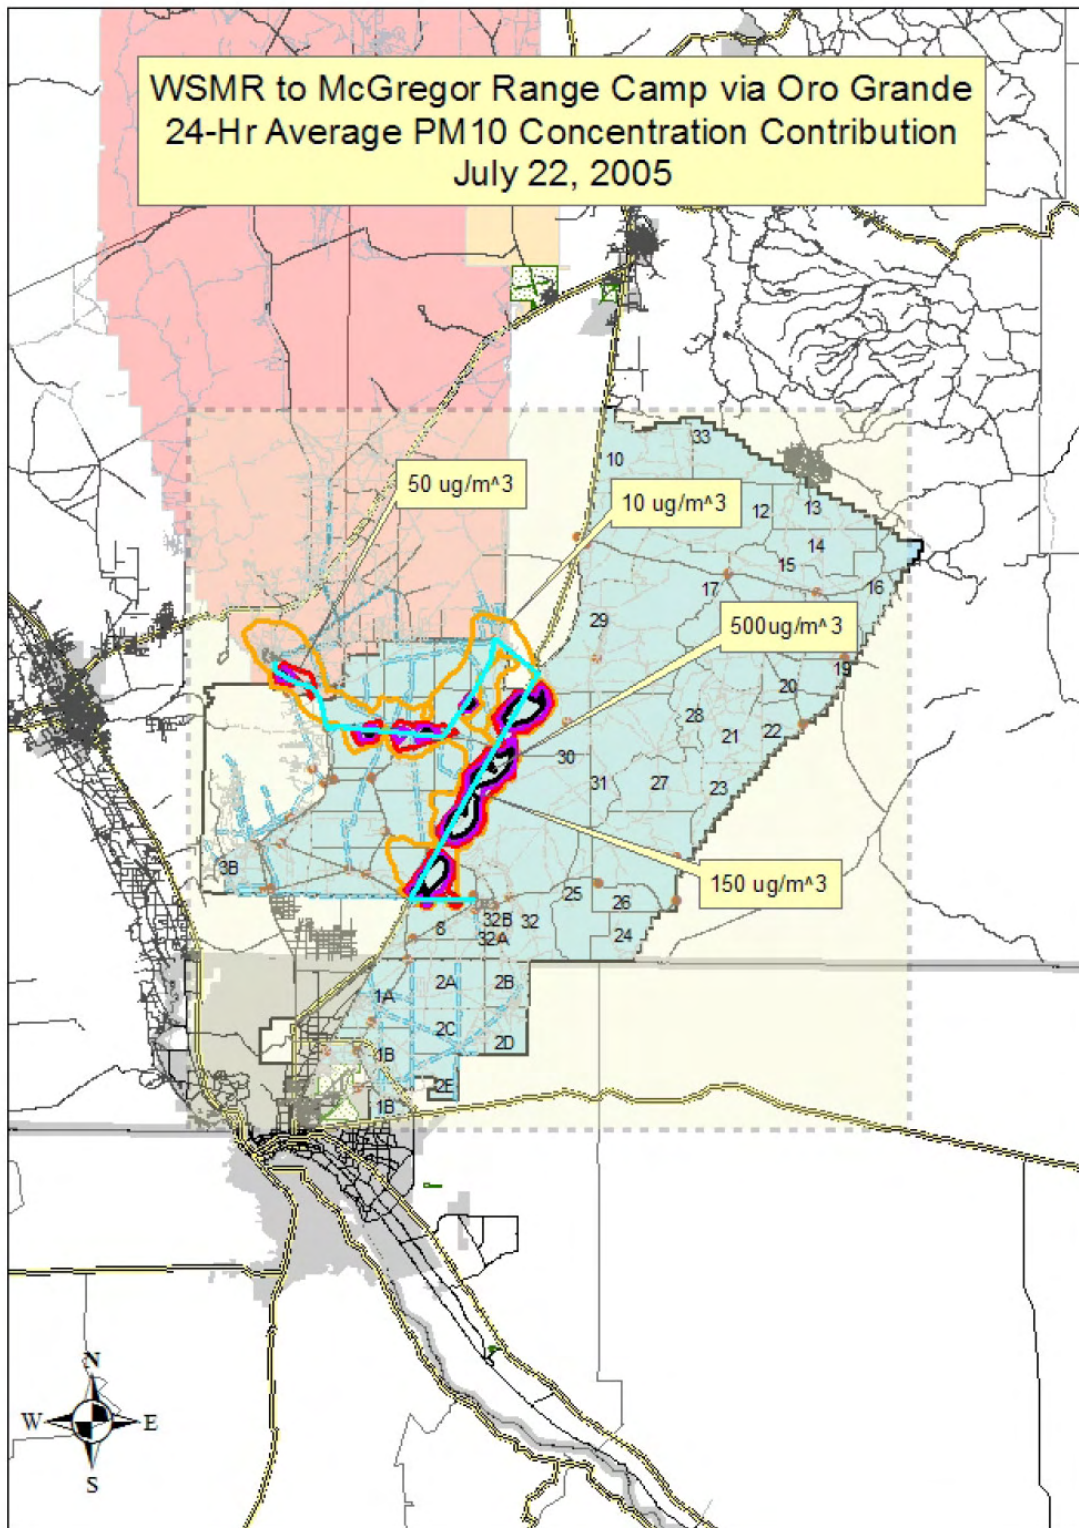 WSMR to McGregor Range Camp via Oro Grande
24-Hr Average PM10 Concentration Contribution
July 22, 2005
33
10
50 ug/m^3
10 ug/m^3
12
13
14
15
16
17
29
500ug/m^3
19
20
28
21
22
30
31
27
23
3B
150 ug/m^3
25
26
32B
32
8
32A
24
2A
2B
1A
2C
2D
1B
2E
1B
N
W
E
S